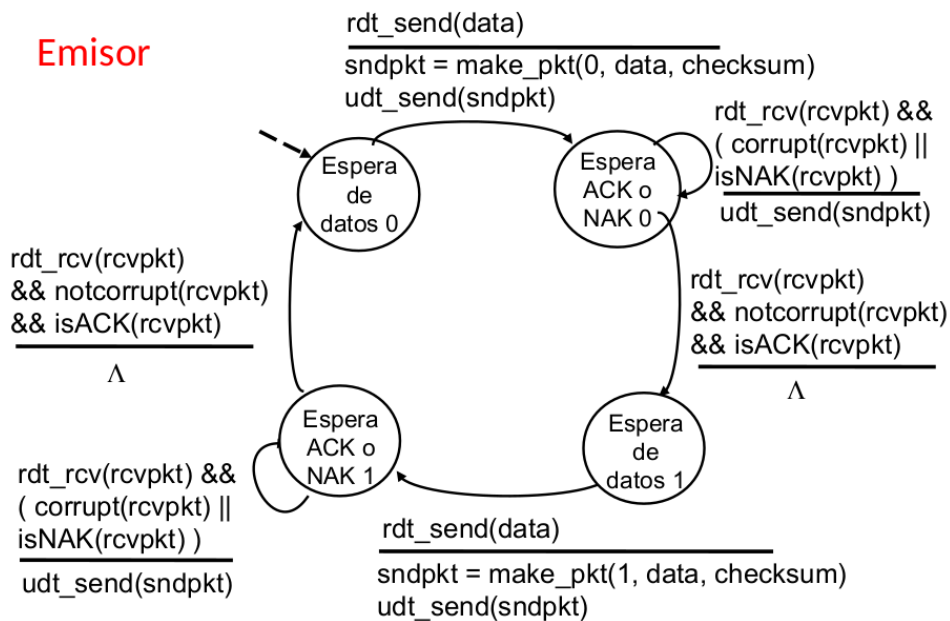 Emisor
rdt_send(data)
sndpkt = make_pkt(0, data, checksum)
udt_send(sndpkt)
Espera
de
datos 0
Espera
ACK o
NAK 0
rdt_rcv(rcvpkt) &&
( corrupt(rcvpkt) ||
isNAK(rcvpkt) )
udt_send(sndpkt)
rdt_rcv(rcvpkt)
&& notcorrupt(rcvpkt)
&& isACK(rcvpkt)
Λ
rdt_rcv(rcvpkt)
&& notcorrupt(rcvpkt)
&& isACK(rcvpkt)
Λ
Espera
ACK o
NAK 1
Espera
de
datos 1
rdt_rcv(rcvpkt) &&
( corrupt(rcvpkt) ||
isNAK(rcvpkt) )
udt_send(sndpkt)
rdt_send(data)
sndpkt = make_pkt(1, data, checksum)
udt_send(sndpkt)